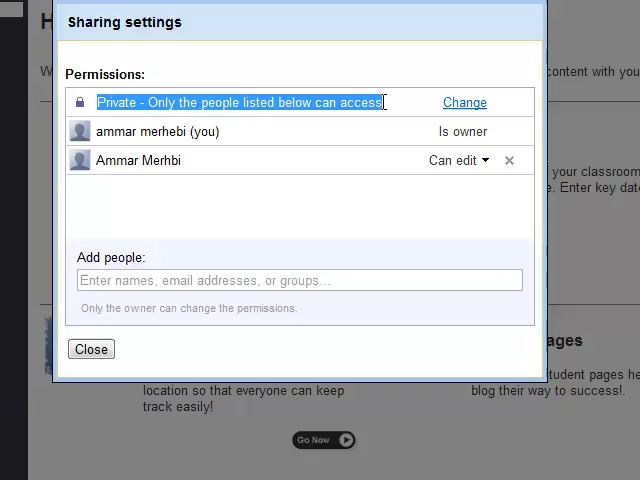 Sharing settings
H
W
content with you
Permissions:
Private - Only the people listed below can access
Change
ammar merhebi (you)
Is owner
Ammar Merhbi
Can edit
f your classroom
e. Enter key date
Add people:
Enter names, email addresses, or groups...
Only the owner can change the permissions.
Close
ages
tudent pages he
location so that everyone can keep
blog their way to success!.
track easily!
Go Now